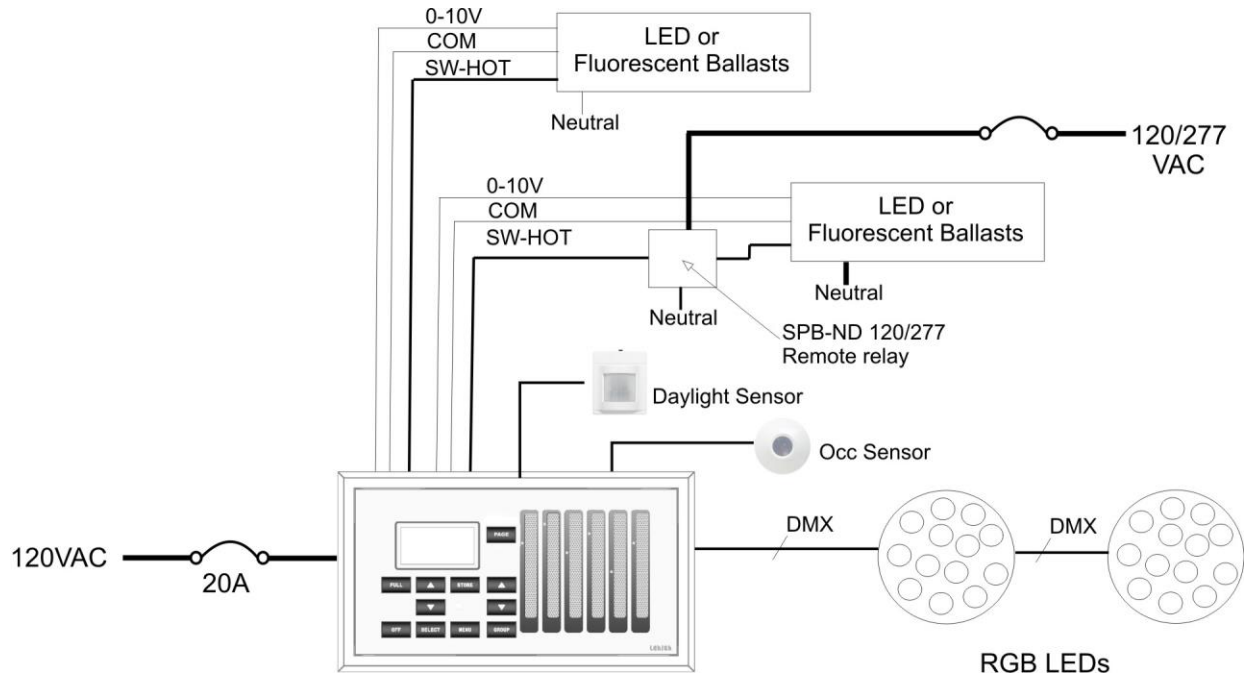 0-10V
COM
SW-HOT
LED or
Fluorescent Ballasts
Neutral
120/277
VAC
0-10V
COM
SW-HOT
LED or
Fluorescent Ballasts
Neutral
Neutral
SPB-ND 120/277
Remote relay
Daylight Sensor
Occ Sensor
120VAC
20A
PAGE
FULL
STORE
OFF
SELECT
MENU
GROUP
DMX
DMX
RGB LEDs